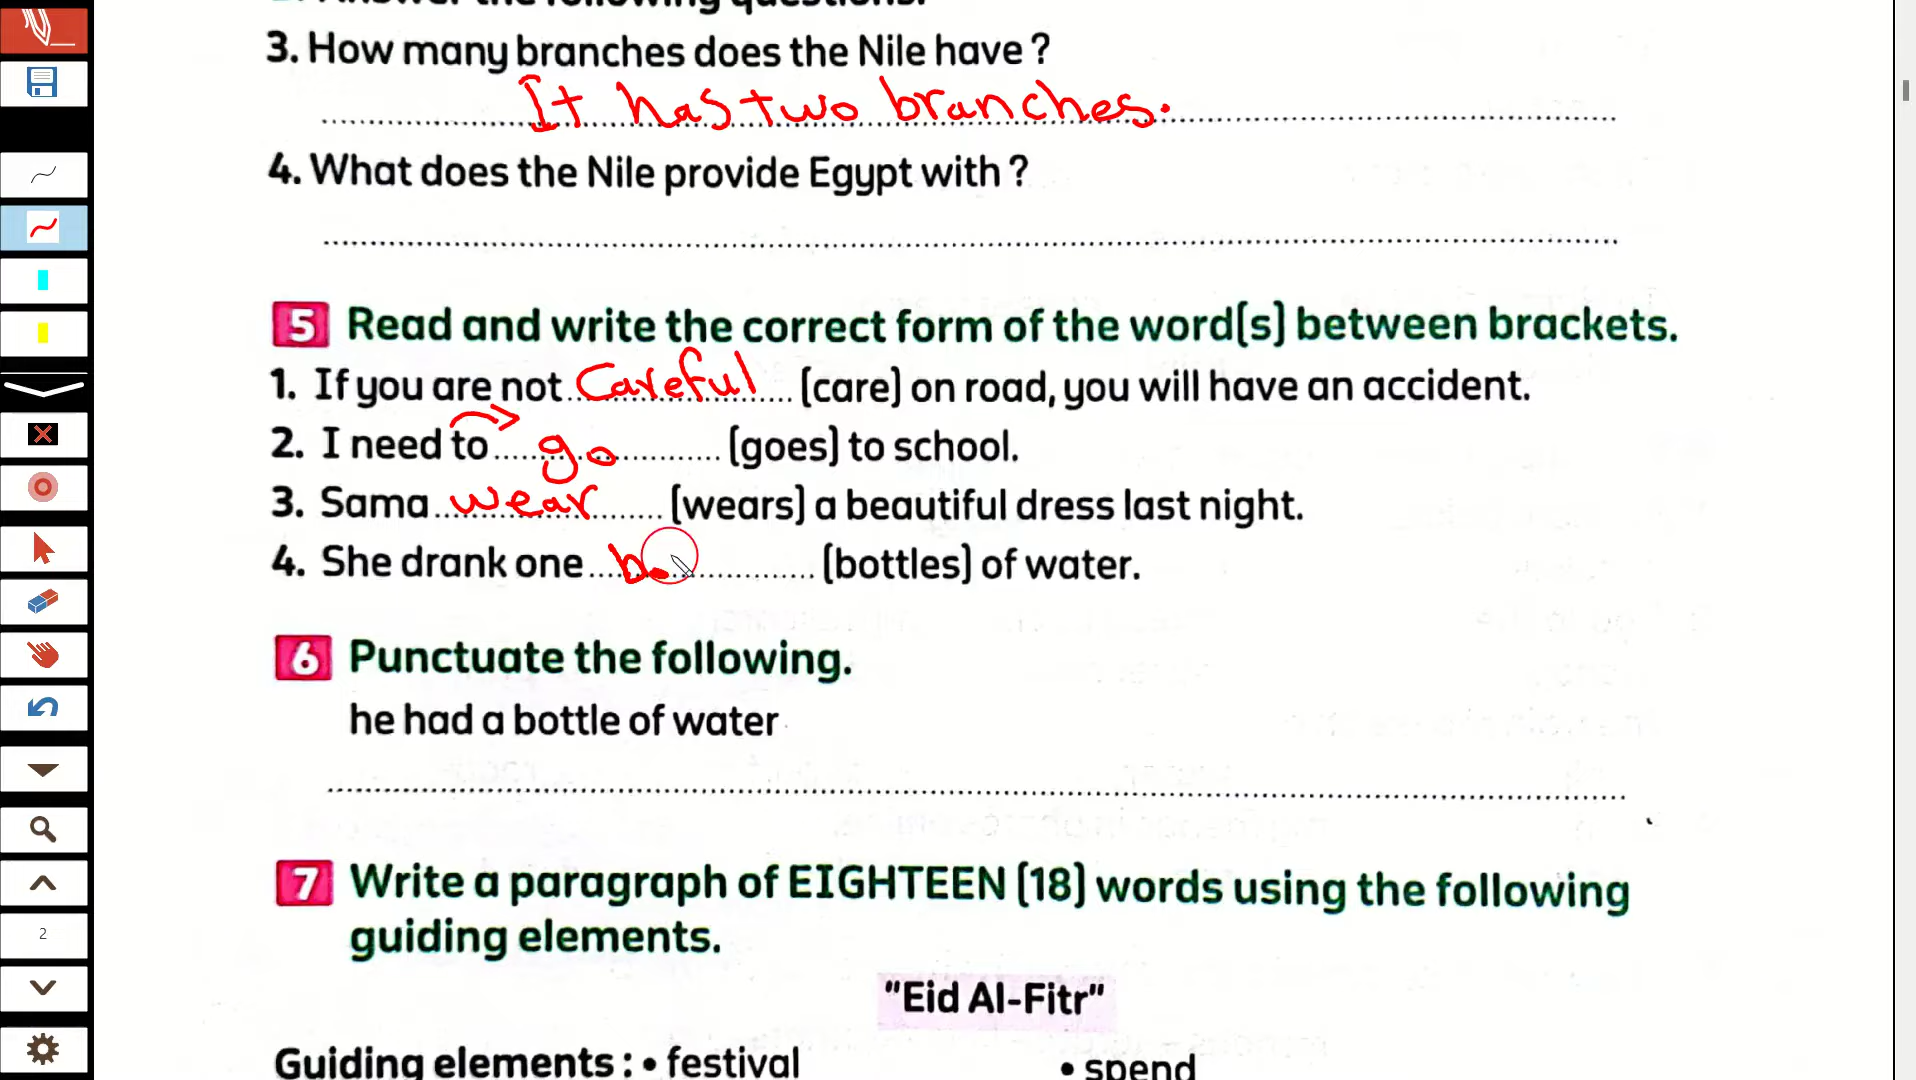 3. How many branches does the Nile have ?
It has two branches.
4. What does the Nile provide Egypt with ?
5 Read and write the correct form of the word(s) between brackets.
1. If you are not careful (care) on road, you will have an accident.
2. I need to go (goes) to school.
3. Sama wear (wears) a beautiful dress last night.
4. She drank one (bottles) of water.
6 Punctuate the following.
he had a bottle of water
7 Write a paragraph of EIGHTEEN (18) words using the following
guiding elements.
"Eid Al-Fitr"
Guiding elements : • festival • spend
2